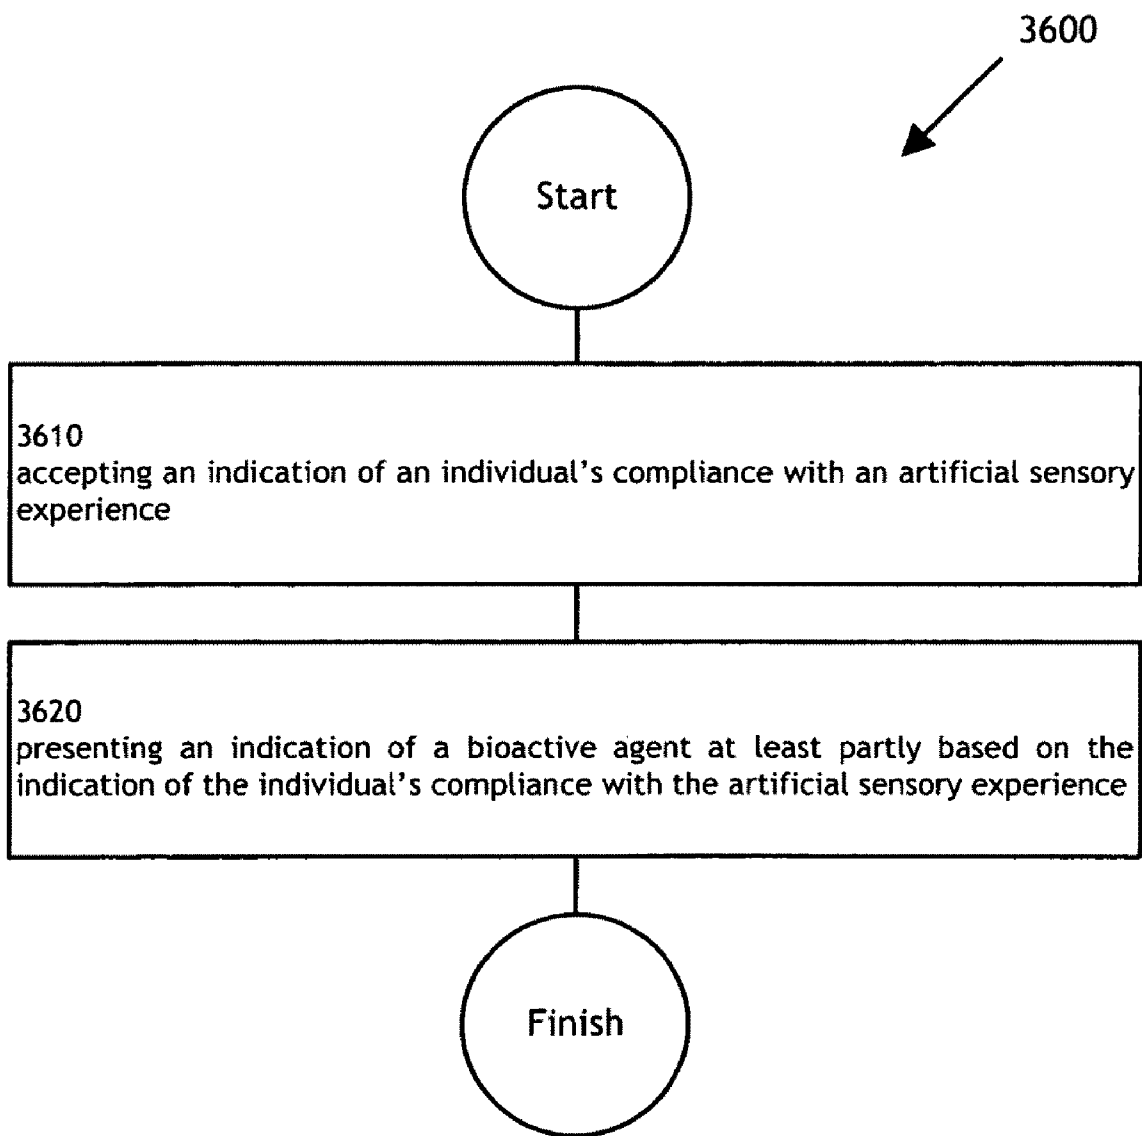 3600
Start
3610
accepting an indication of an individual's compliance with an artificial sensory
experience
3620
presenting an indication of a bioactive agent at least partly based on the
indication of the individual's compliance with the artificial sensory experience
Finish